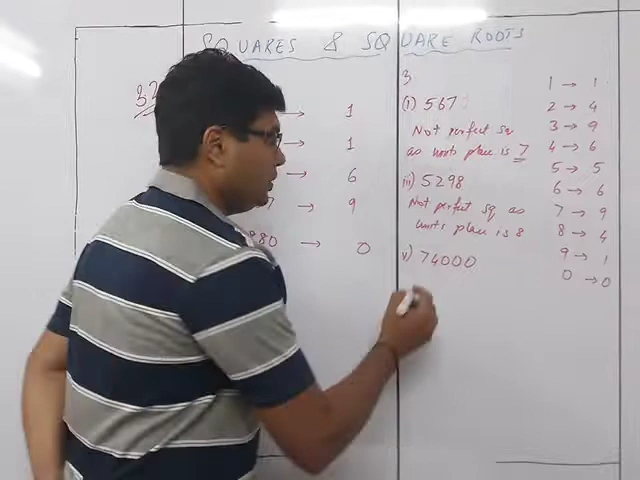 SQUARES & SQUARE ROOTS
→ 1
→ 1
→ 6
7 → 9
→ 0
3.
(i) 567
Not perfect sq
as units place is 7
iii) 5298
Not perfect sq as
units place is 8
v) 74000
1 → 1
2 → 4
3 → 9
4 → 6
5 → 5
6 → 6
7 → 9
8 → 4
9 → 1
0 → 0